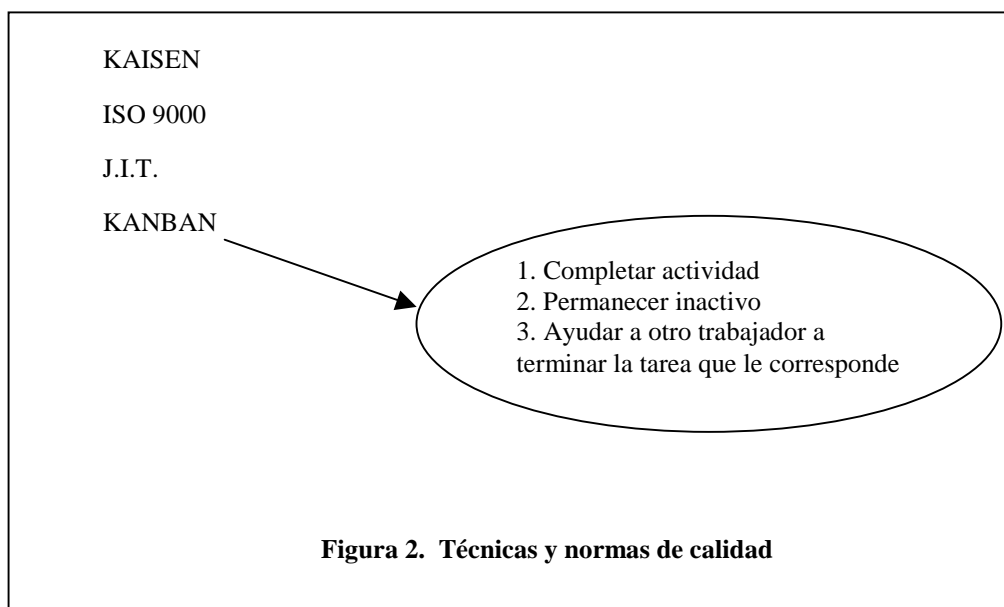 KAISEN
ISO 9000
J.I.T.
KANBAN
1. Completar actividad
2. Permanecer inactivo
3. Ayudar a otro trabajador a
terminar la tarea que le corresponde
Figura 2.  Técnicas y normas de calidad